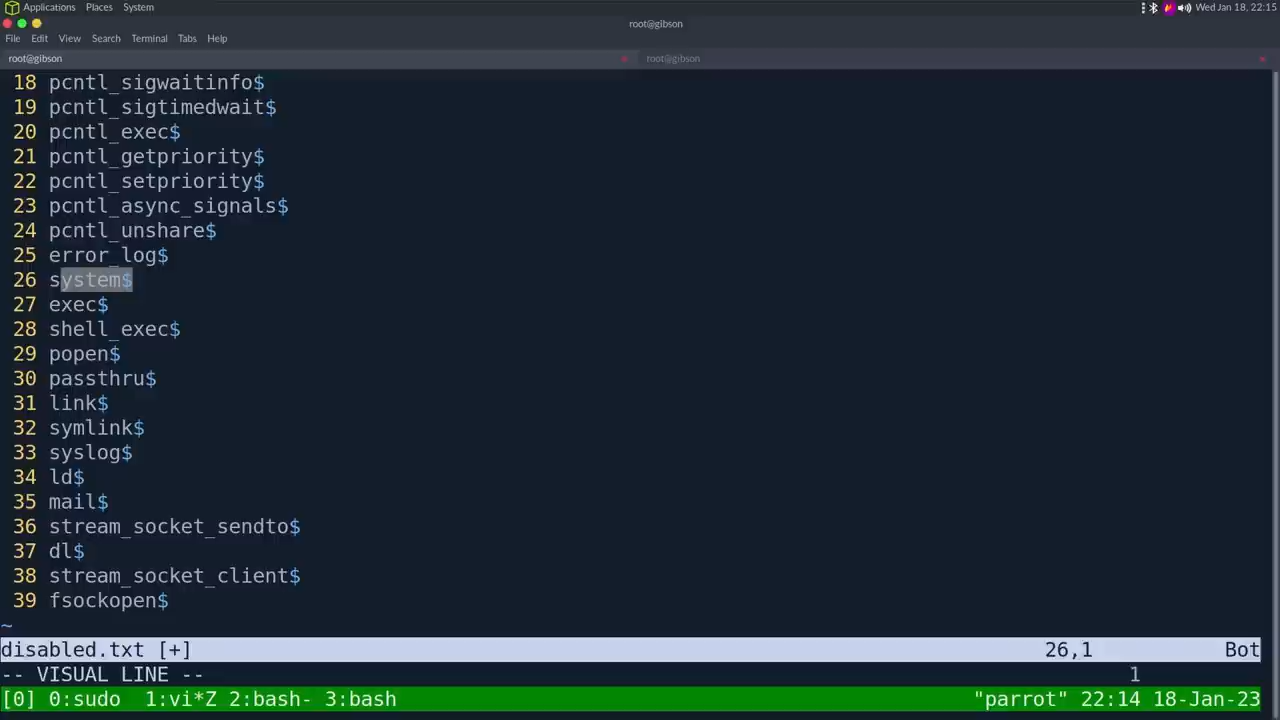 Applications Places System Wed Jan 18, 22:15
root@gibson
File Edit View Search Terminal Tabs Help
root@gibson × root@gibson ×
18 pcntl_sigwaitinfo$
19 pcntl_sigtimedwait$
20 pcntl_exec$
21 pcntl_getpriority$
22 pcntl_setpriority$
23 pcntl_async_signals$
24 pcntl_unshare$
25 error_log$
26 system$
27 exec$
28 shell_exec$
29 popen$
30 passthru$
31 link$
32 symlink$
33 syslog$
34 ld$
35 mail$
36 stream_socket_sendto$
37 dl$
38 stream_socket_client$
39 fsockopen$
~
disabled.txt [+] 26,1 Bot
-- VISUAL LINE -- 1
[0] 0:sudo 1:vi*Z 2:bash- 3:bash "parrot" 22:14 18-Jan-23